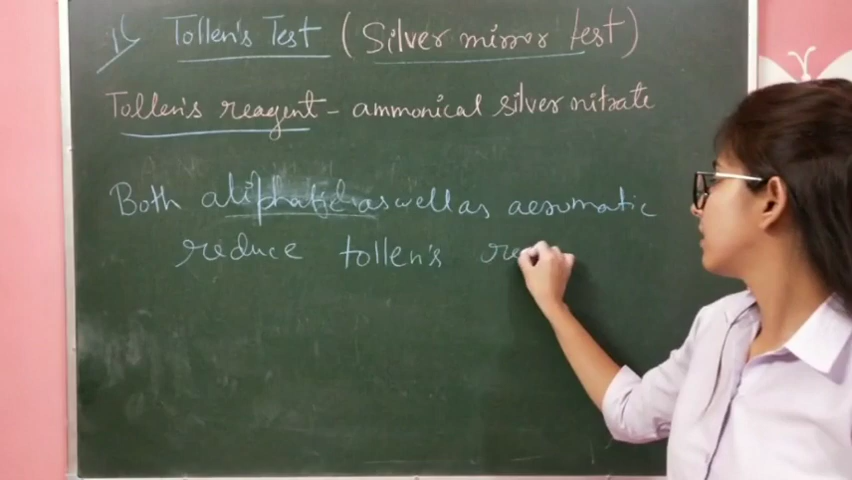 1) Tollen's Test (Silver mirror test)
Tollen's reagent - ammonical silver nitrate
Both aliphatic as well as aeromatic
reduce tollen's re